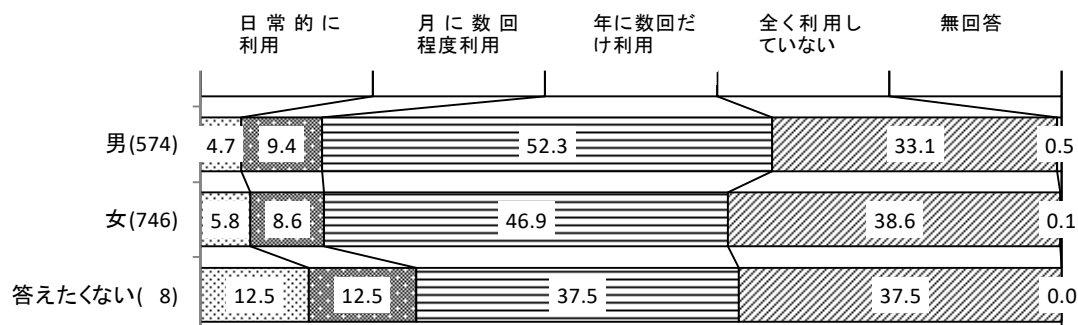 日常的に
利用
月に数回
程度利用
年に数回だ
け利用
全く利用し
ていない
無回答
男(574) 4.7 9.4 52.3 33.1 0.5
女(746) 5.8 8.6 46.9 38.6 0.1
答えたくない( 8) 12.5 12.5 37.5 37.5 0.0